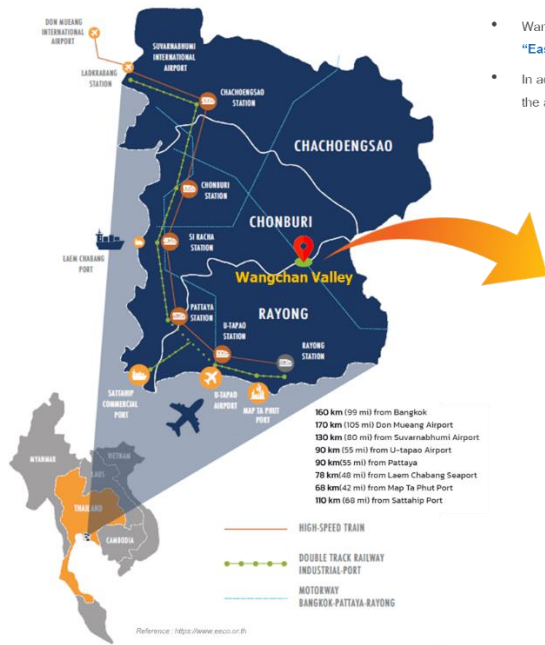 DON MUEANG
INTERNATIONAL
AIRPORT
LADKRABANG
STATION
SUVARNABHUMI
INTERNATIONAL
AIRPORT
CHACHOENGSAO
STATION
CHACHOENGSAO
CHONBURI
STATION
CHONBURI
SI RACHA
STATION
LAEM CHABANG
PORT
Wangchan Valley
PATTAYA
STATION
RAYONG
U-TAPAO
STATION
RAYONG
STATION
SATTAHIP
COMMERCIAL
PORT
U-TAPAO
AIRPORT
MAP TA PHUT
PORT
• Wan
"Eas
• In ac
the a
160 km (99 mi) from Bangkok
170 km (105 mi) Don Mueang Airport
130 km (80 mi) from Suvarnabhumi Airport
90 km (55 mi) from U-tapao Airport
90 km(55 mi) from Pattaya
78 km(48 mi) from Laem Chabang Seaport
68 km(42 mi) from Map Ta Phut Port
110 km (68 mi) from Sattahip Port
MYANMAR
LAOS
VIETNAM
THAILAND
CAMBODIA
HIGH-SPEED TRAIN
DOUBLE TRACK RAILWAY
INDUSTRIAL-PORT
MOTORWAY
BANGKOK-PATTAYA-RAYONG
Reference : https://www.eeco.or.th